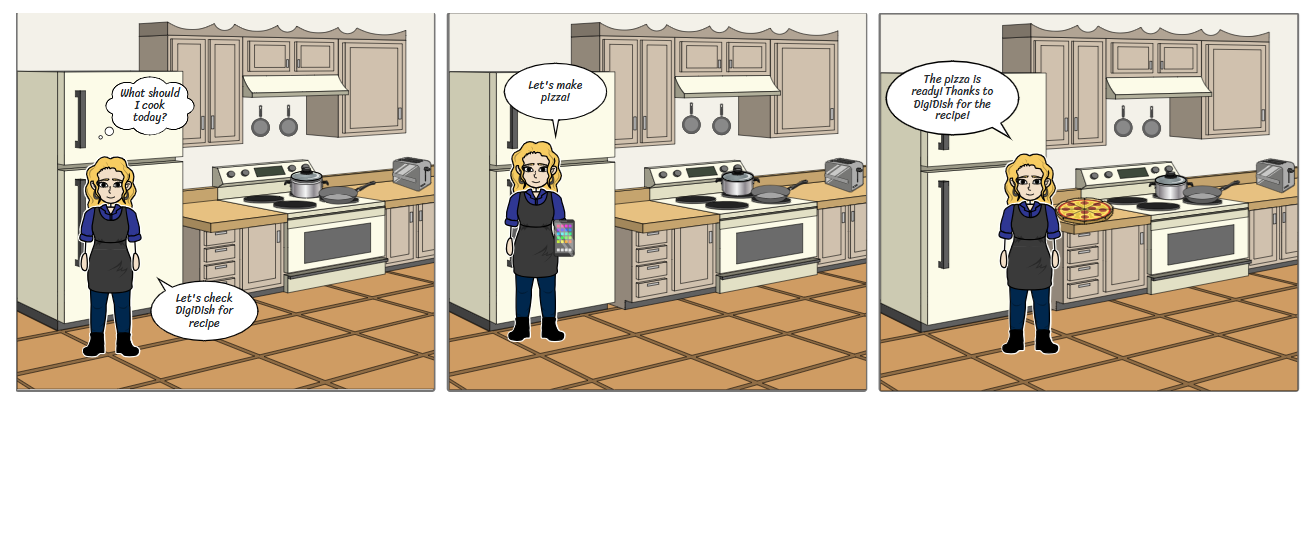 What should
I cook
today?
Let's check
DigiDish for
recipe
Let's make
pizza!
The pizza is
ready! Thanks to
DigiDish for the
recipe!